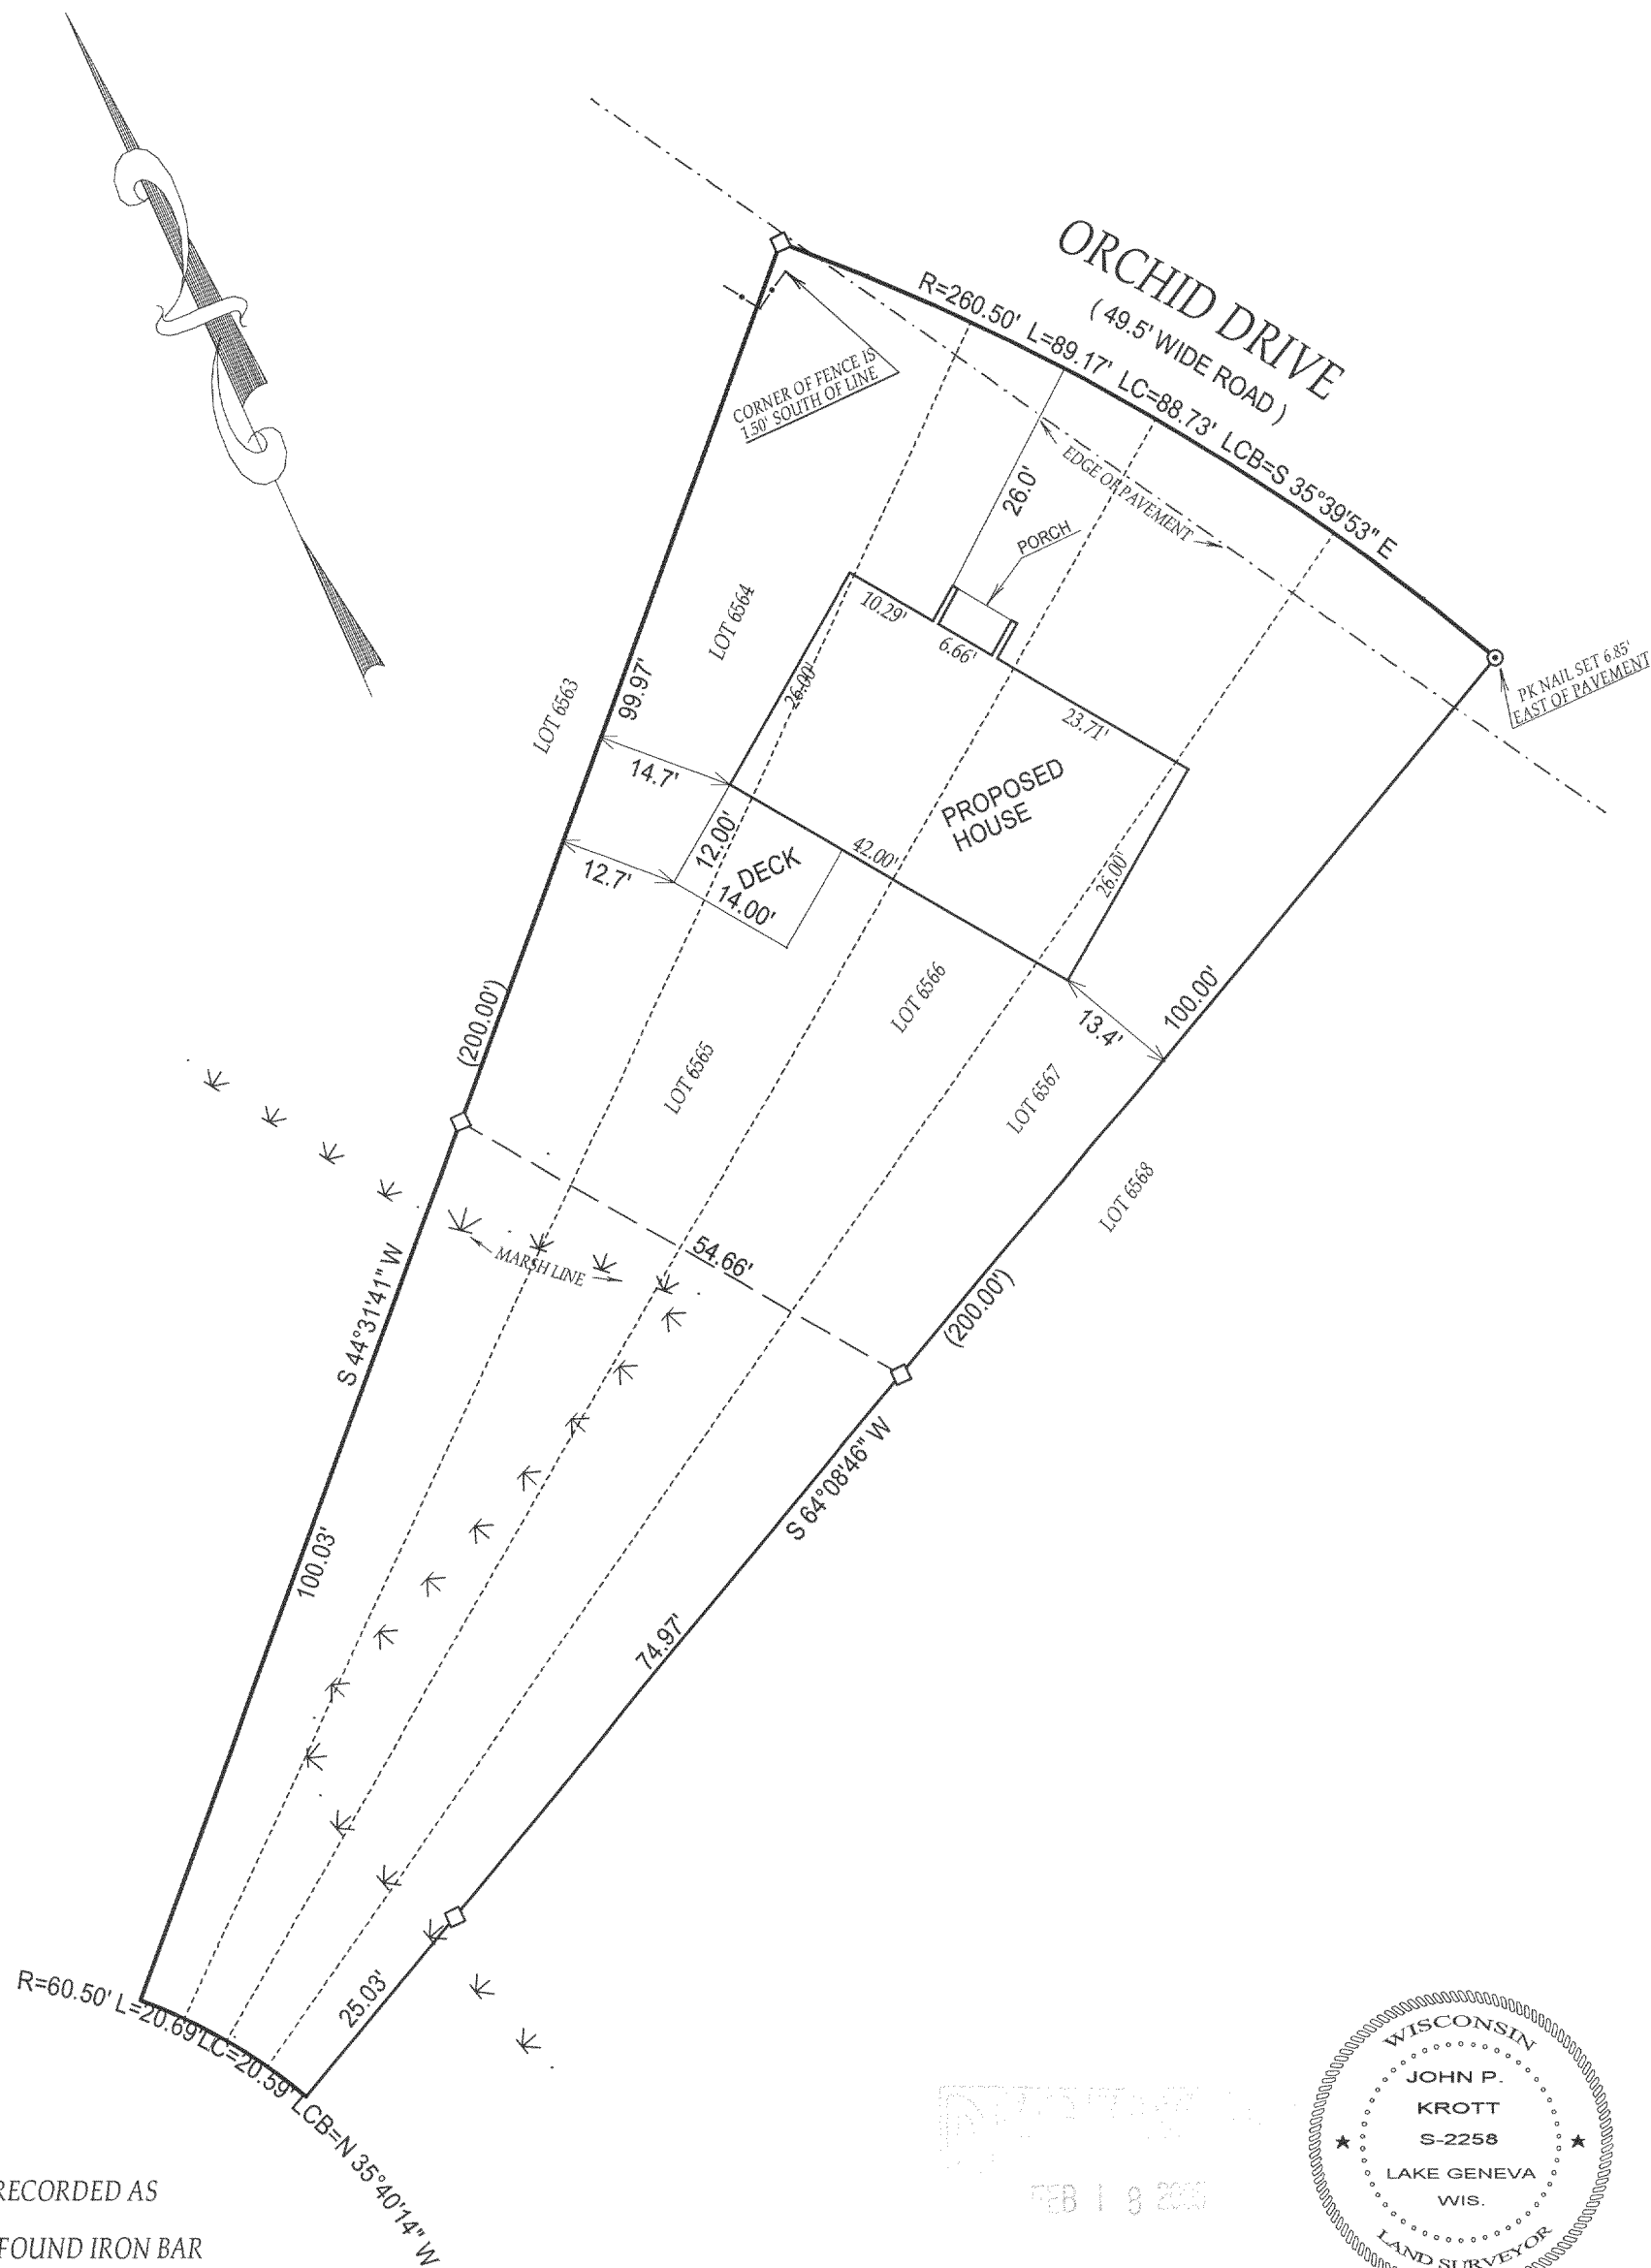 ORCHID DRIVE
( 49.5' WIDE ROAD )
R=260.50' L=89.17' LC=88.73' LCB=S 35°39'53" E
CORNER OF FENCE IS
1.50' SOUTH OF LINE
EDGE OF PAVEMENT
26.0'
PORCH
LOT 6564
10.29'
6.66'
PK NAIL SET 6.85'
EAST OF PAVEMENT
LOT 6563
99.97'
26.00'
23.71'
14.7'
PROPOSED
HOUSE
12.00'
42.00'
12.7'
DECK
14.00'
26.00'
(200.00')
LOT 6566
100.00'
13.4'
LOT 6565
LOT 6567
LOT 6568
MARSH LINE
54.66'
S 44°31'41" W
(200.00')
S 64°08'46" W
100.03'
74.97'
25.03'
R=60.50' L=20.69' LC=20.59' LCB=N 35°40'14" W
WISCONSIN
JOHN P.
KROTT
S-2258
LAKE GENEVA
WIS.
LAND SURVEYOR
RECORDED AS
FOUND IRON BAR
FEB 1 9